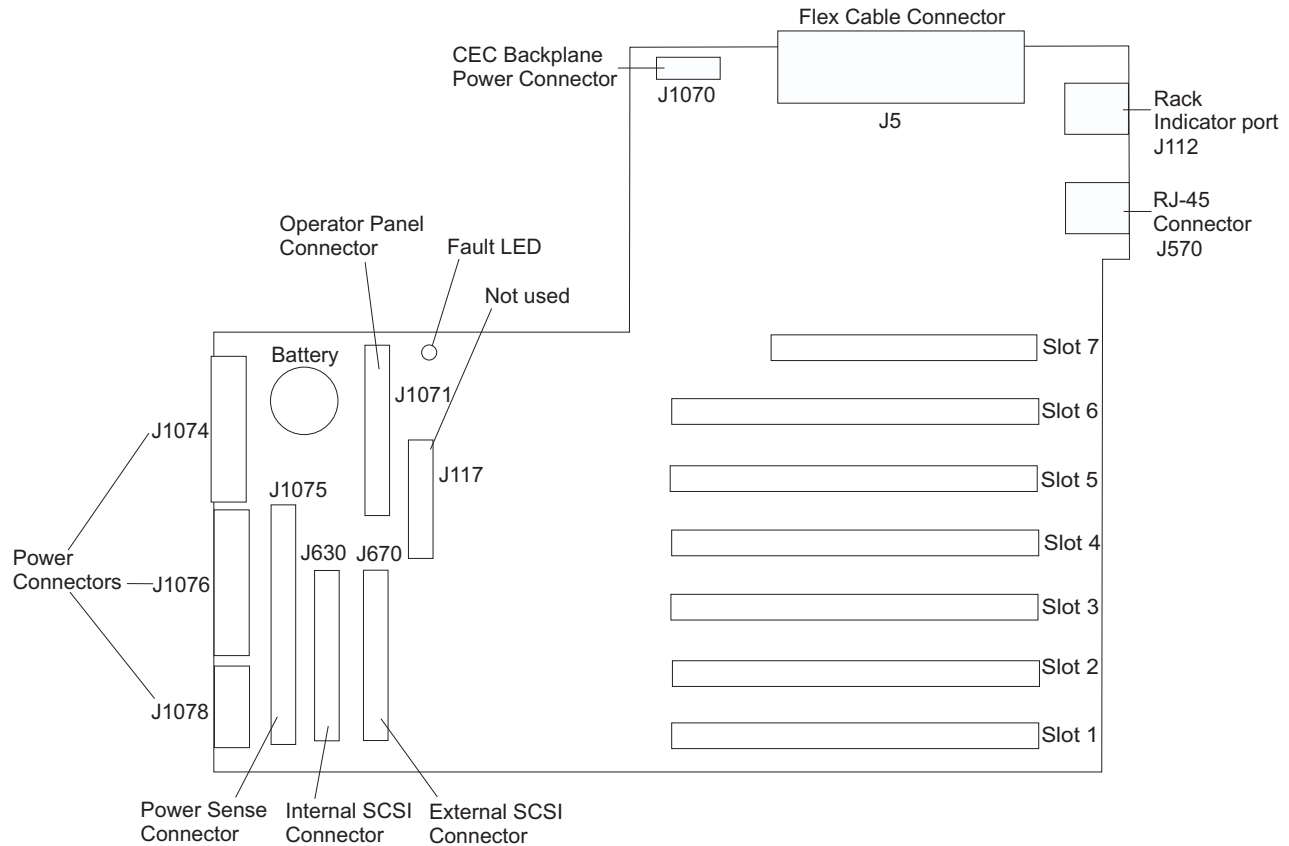 Flex Cable Connector
CEC Backplane
Power Connector
J1070
J5
Rack
Indicator port
J112
RJ-45
Connector
J570
Operator Panel
Connector
Fault LED
Not used
Battery
J1071
J1074
J117
J1075
J630
J670
Power
Connectors
J1076
J1078
Slot 7
Slot 6
Slot 5
Slot 4
Slot 3
Slot 2
Slot 1
Power Sense
Connector
Internal SCSI
Connector
External SCSI
Connector